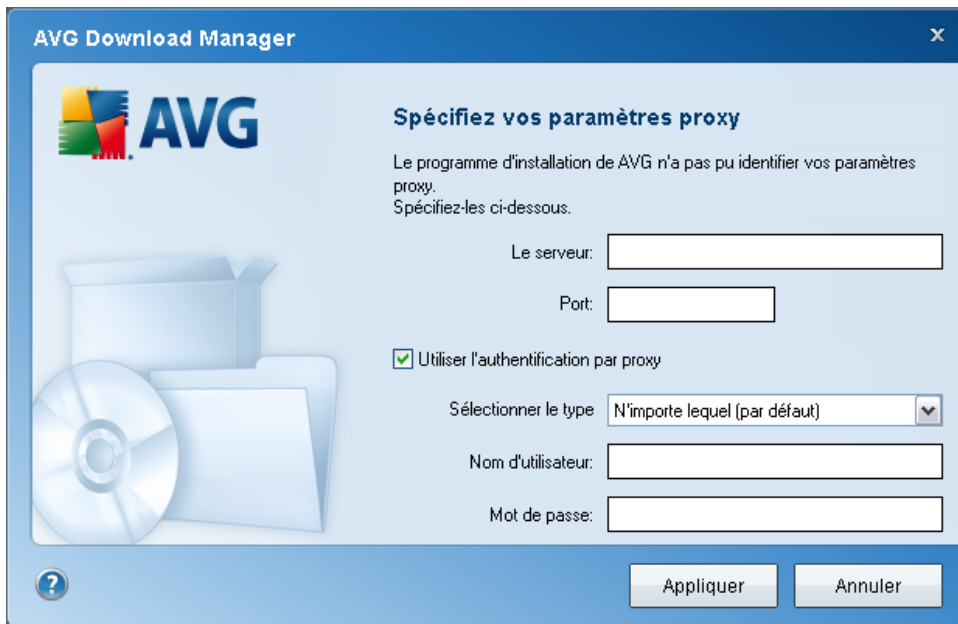 AVG Download Manager
x
AVG
Spécifiez vos paramètres proxy
Le programme d'installation de AVG n'a pas pu identifier vos paramètres
proxy.
Spécifiez-les ci-dessous.
Le serveur:
Port:
Utiliser l'authentification par proxy
Sélectionner le type
N'importe lequel (par défaut)
Nom d'utilisateur:
Mot de passe:
?
Appliquer
Annuler